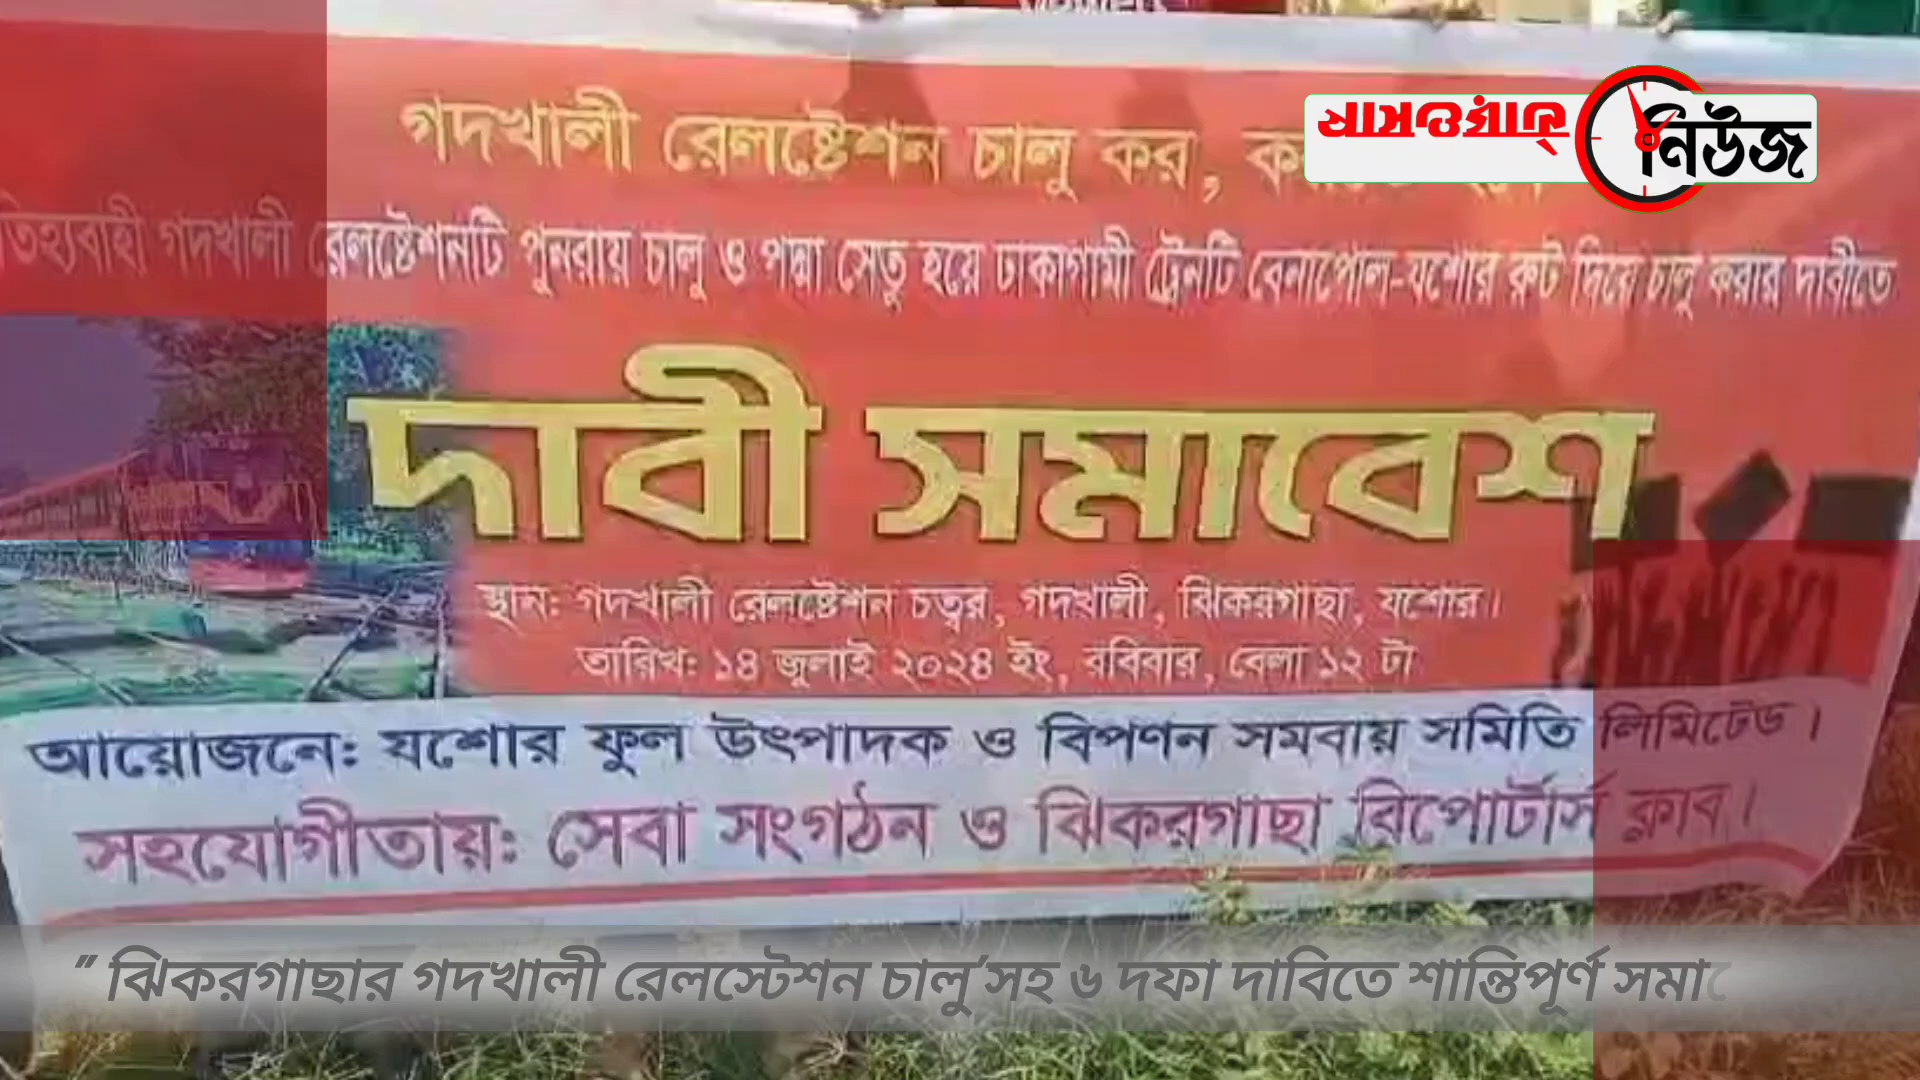 গদখালী রেলষ্টেশন চালু কর,
গদখালী রেলষ্টেশনটি পুনরায় চালু ও পদ্মা সেতু হয়ে ঢাকাগামী ট্রেনটি বেনাপোল-যশোর রুট দিয়ে চালু করার দাবীতে
নিউজ
দাবী সমাবেশ
স্থান: গদখালী রেলষ্টেশন চত্বর, গদখালী, ঝিকরগাছা, যশোর।
তারিখ: ১৪ জুলাই ২০২৪ ইং, রবিবার, বেলা ১২ টা
আয়োজনে: যশোর ফুল উৎপাদক ও বিপণন সমবায় সমিতি লিমিটেড।
সহযোগীতায়: সেবা সংগঠন ও ঝিকরগাছা রিপোর্টার্স ক্লাব।
“ ঝিকরগাছার গদখালী রেলস্টেশন চালু’সহ ৬ দফা দাবিতে শান্তিপূর্ণ